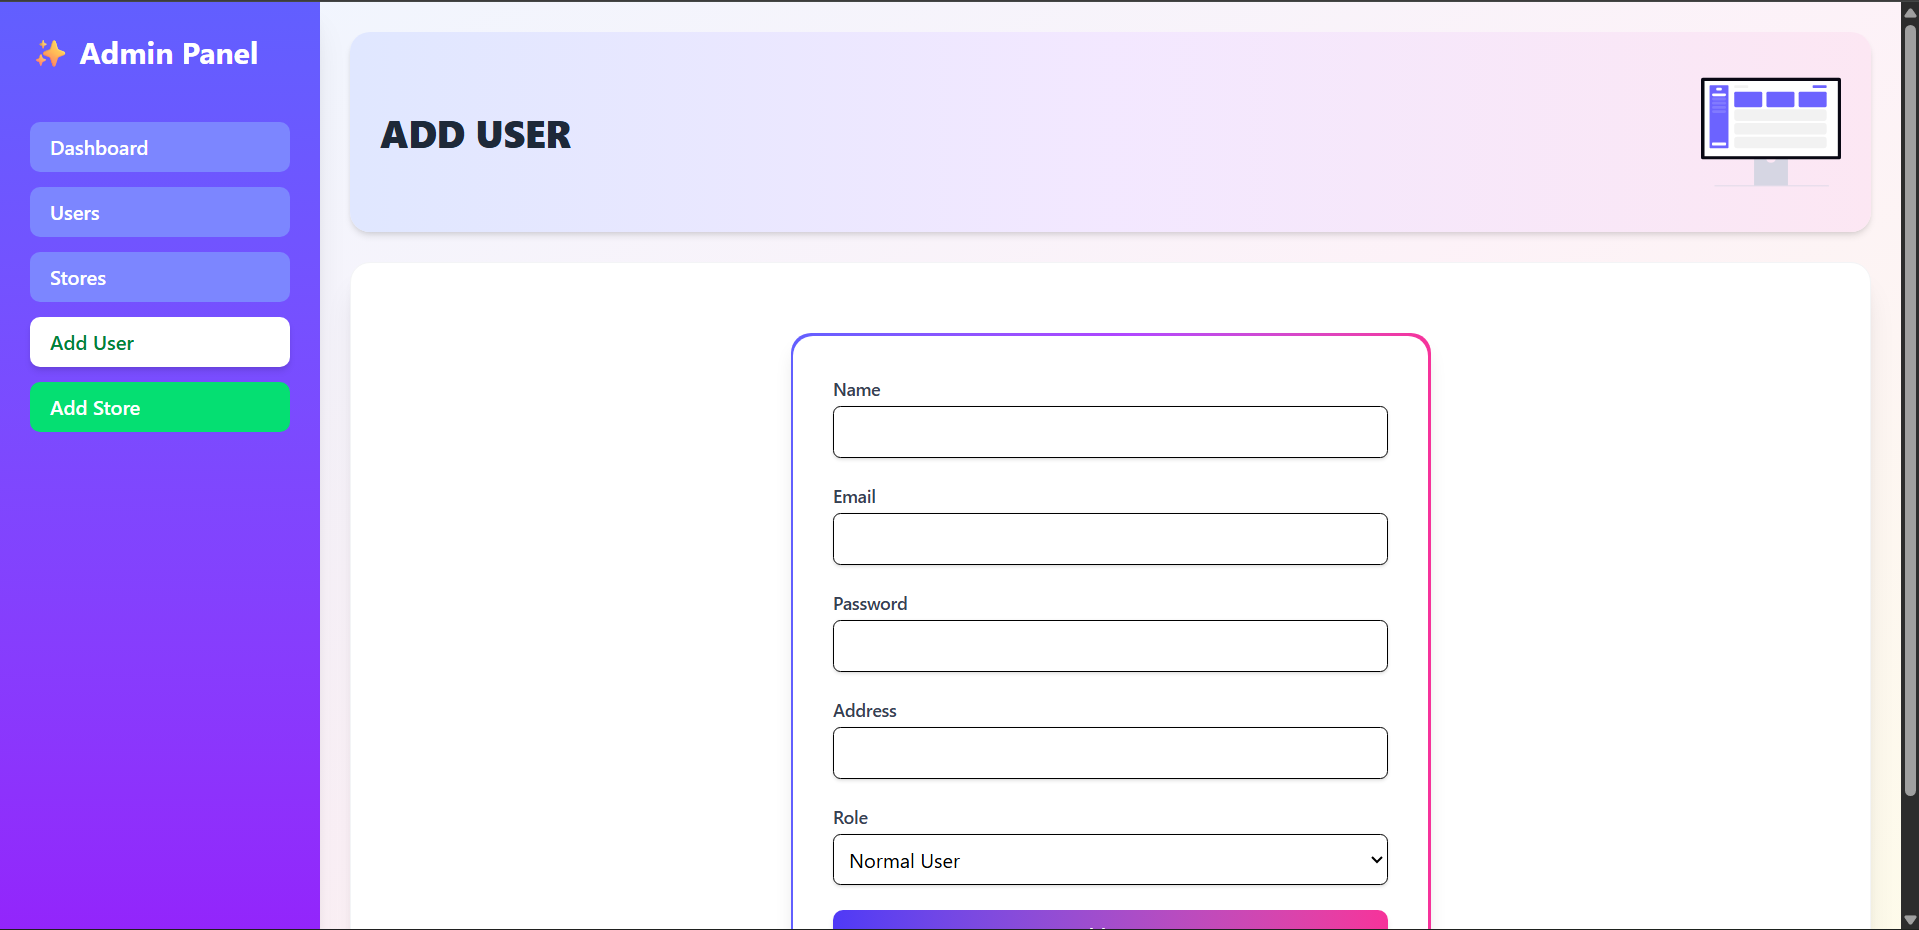 ✨ Admin Panel
Dashboard
Users
Stores
Add User
Add Store
ADD USER
Name
Email
Password
Address
Role
Normal User